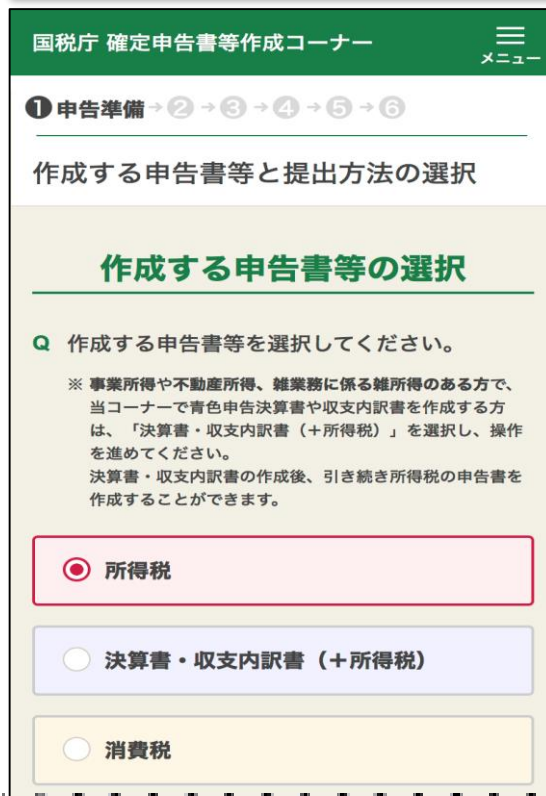 国税庁 確定申告書等作成コーナー
メニュー
❶申告準備→❷→❸→❹→❺→❻
作成する申告書等と提出方法の選択
作成する申告書等の選択
Q 作成する申告書等を選択してください。
※ 事業所得や不動産所得、雑業務に係る雑所得のある方で、
当コーナーで青色申告決算書や収支内訳書を作成する方
は、「決算書・収支内訳書（＋所得税）」を選択し、操作
を進めてください。
決算書・収支内訳書の作成後、引き続き所得税の申告書を
作成することができます。
所得税
決算書・収支内訳書（＋所得税）
消費税